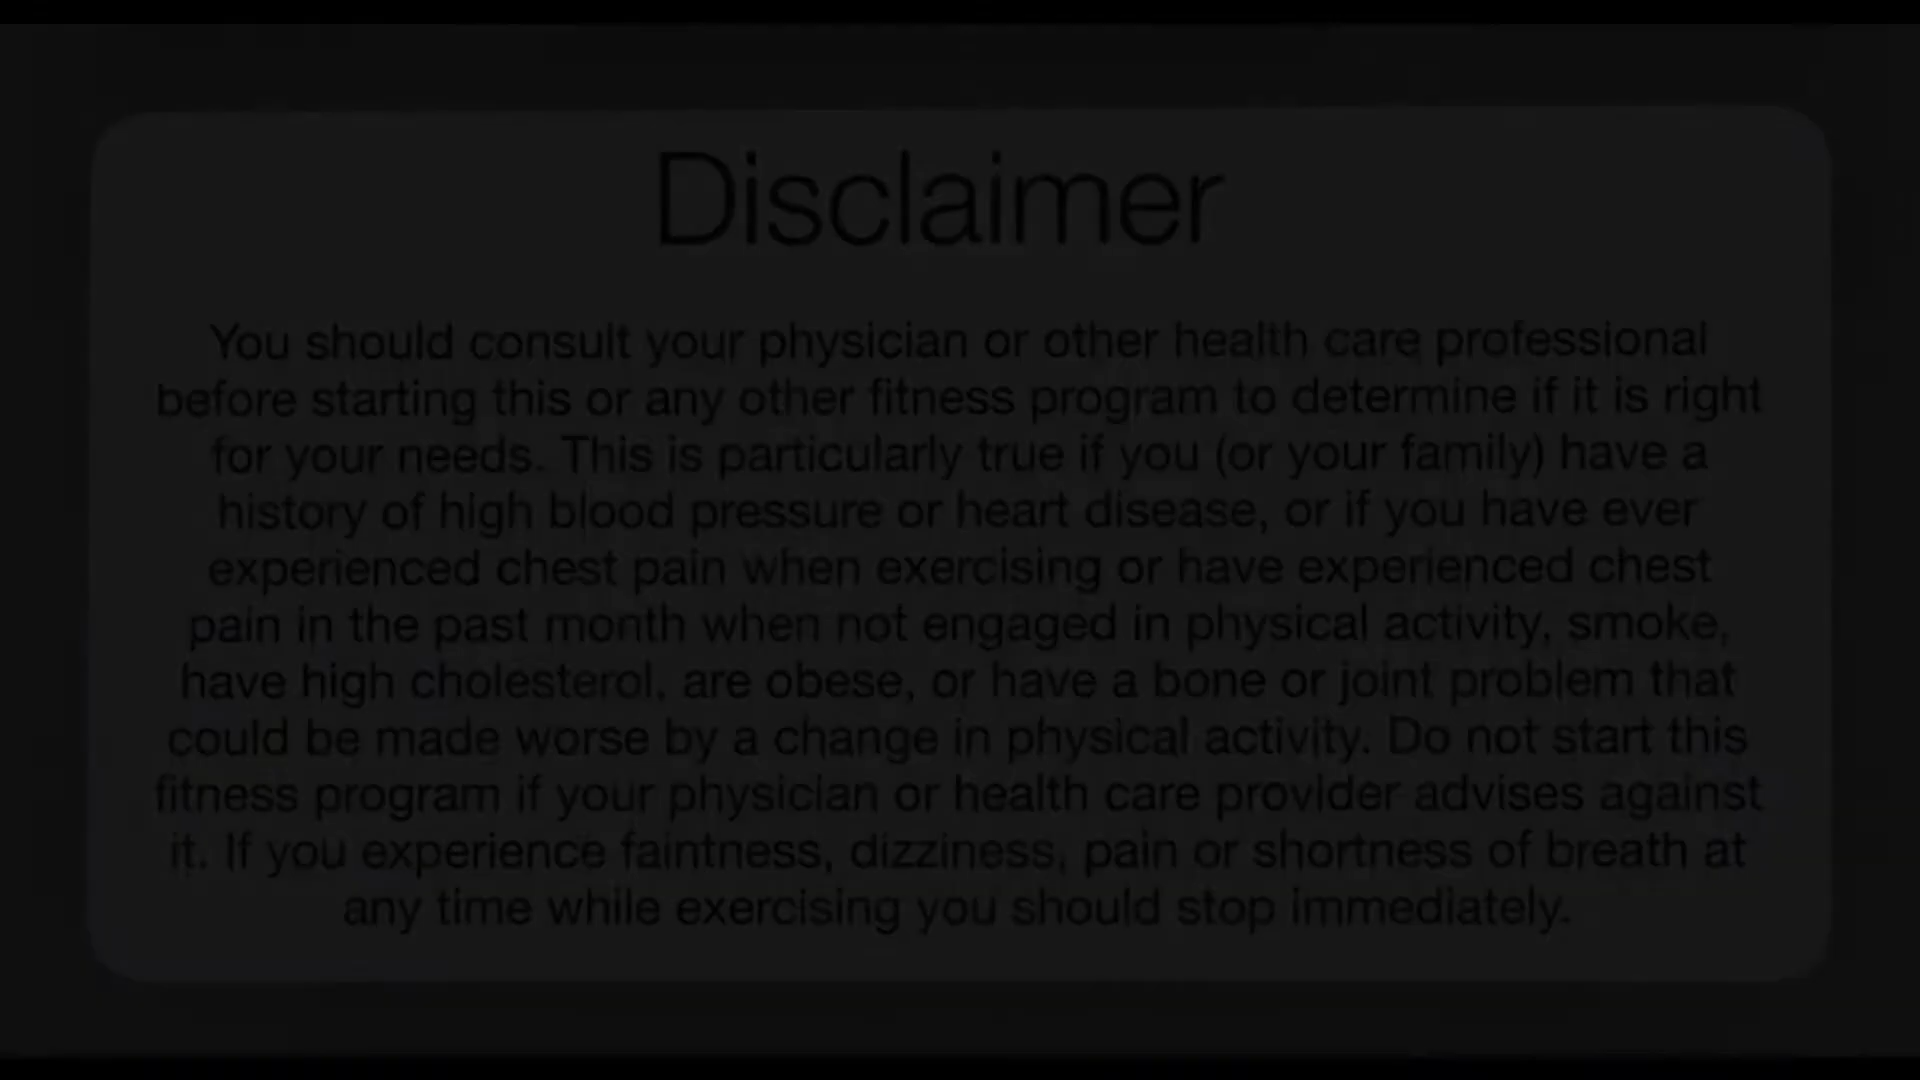 Disclaimer
You should consult your physician or other health care professional
before starting this or any other fitness program to determine if it is right
for your needs. This is particularly true if you (or your family) have a
history of high blood pressure or heart disease, or if you have ever
experienced chest pain when exercising or have experienced chest
pain in the past month when not engaged in physical activity, smoke,
have high cholesterol, are obese, or have a bone or joint problem that
could be made worse by a change in physical activity. Do not start this
fitness program if your physician or health care provider advises against
it. If you experience faintness, dizziness, pain or shortness of breath at
any time while exercising you should stop immediately.